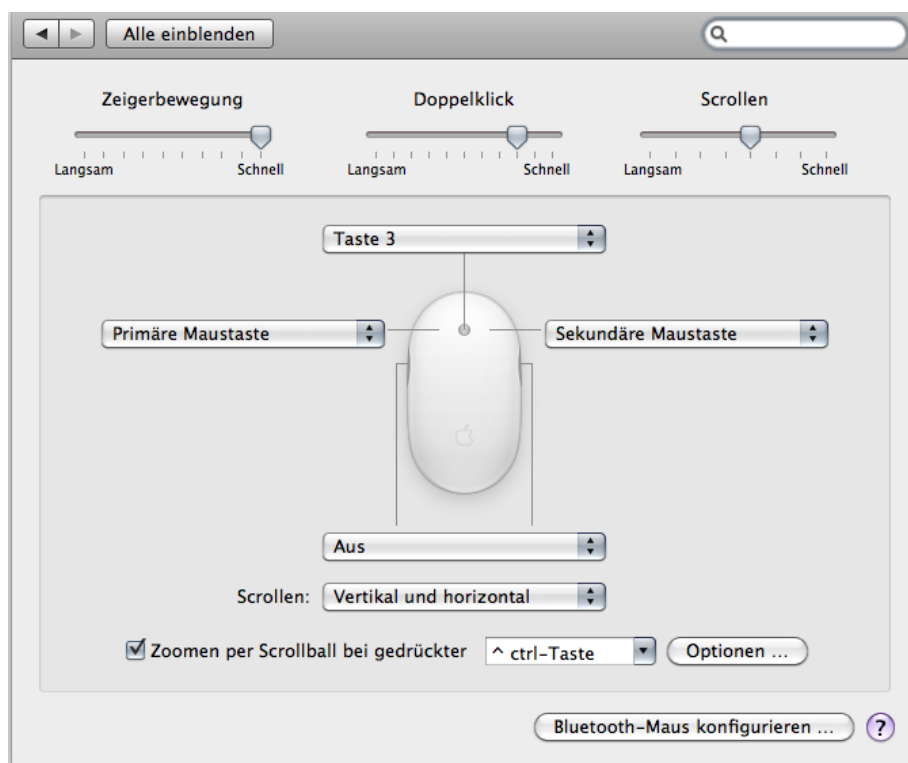 Alle einblenden
Zeigerbewegung Doppelklick Scrollen
Langsam Schnell Langsam Schnell Langsam Schnell
Taste 3
Primäre Maustaste Sekundäre Maustaste
Aus
Scrollen: Vertikal und horizontal
Zoomen per Scrollball bei gedrückter ^ ctrl-Taste Optionen ...
Bluetooth-Maus konfigurieren ... ?